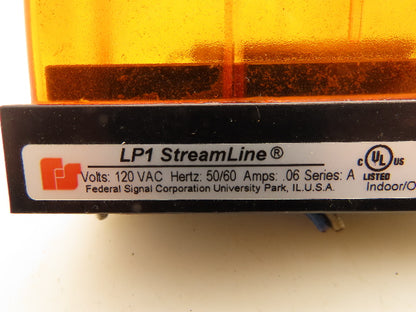 LP1 StreamLine®
Volts: 120 VAC Hertz: 50/60 Amps: .06 Series: A
Federal Signal Corporation University Park, IL.U.S.A.
C UL US
LISTED